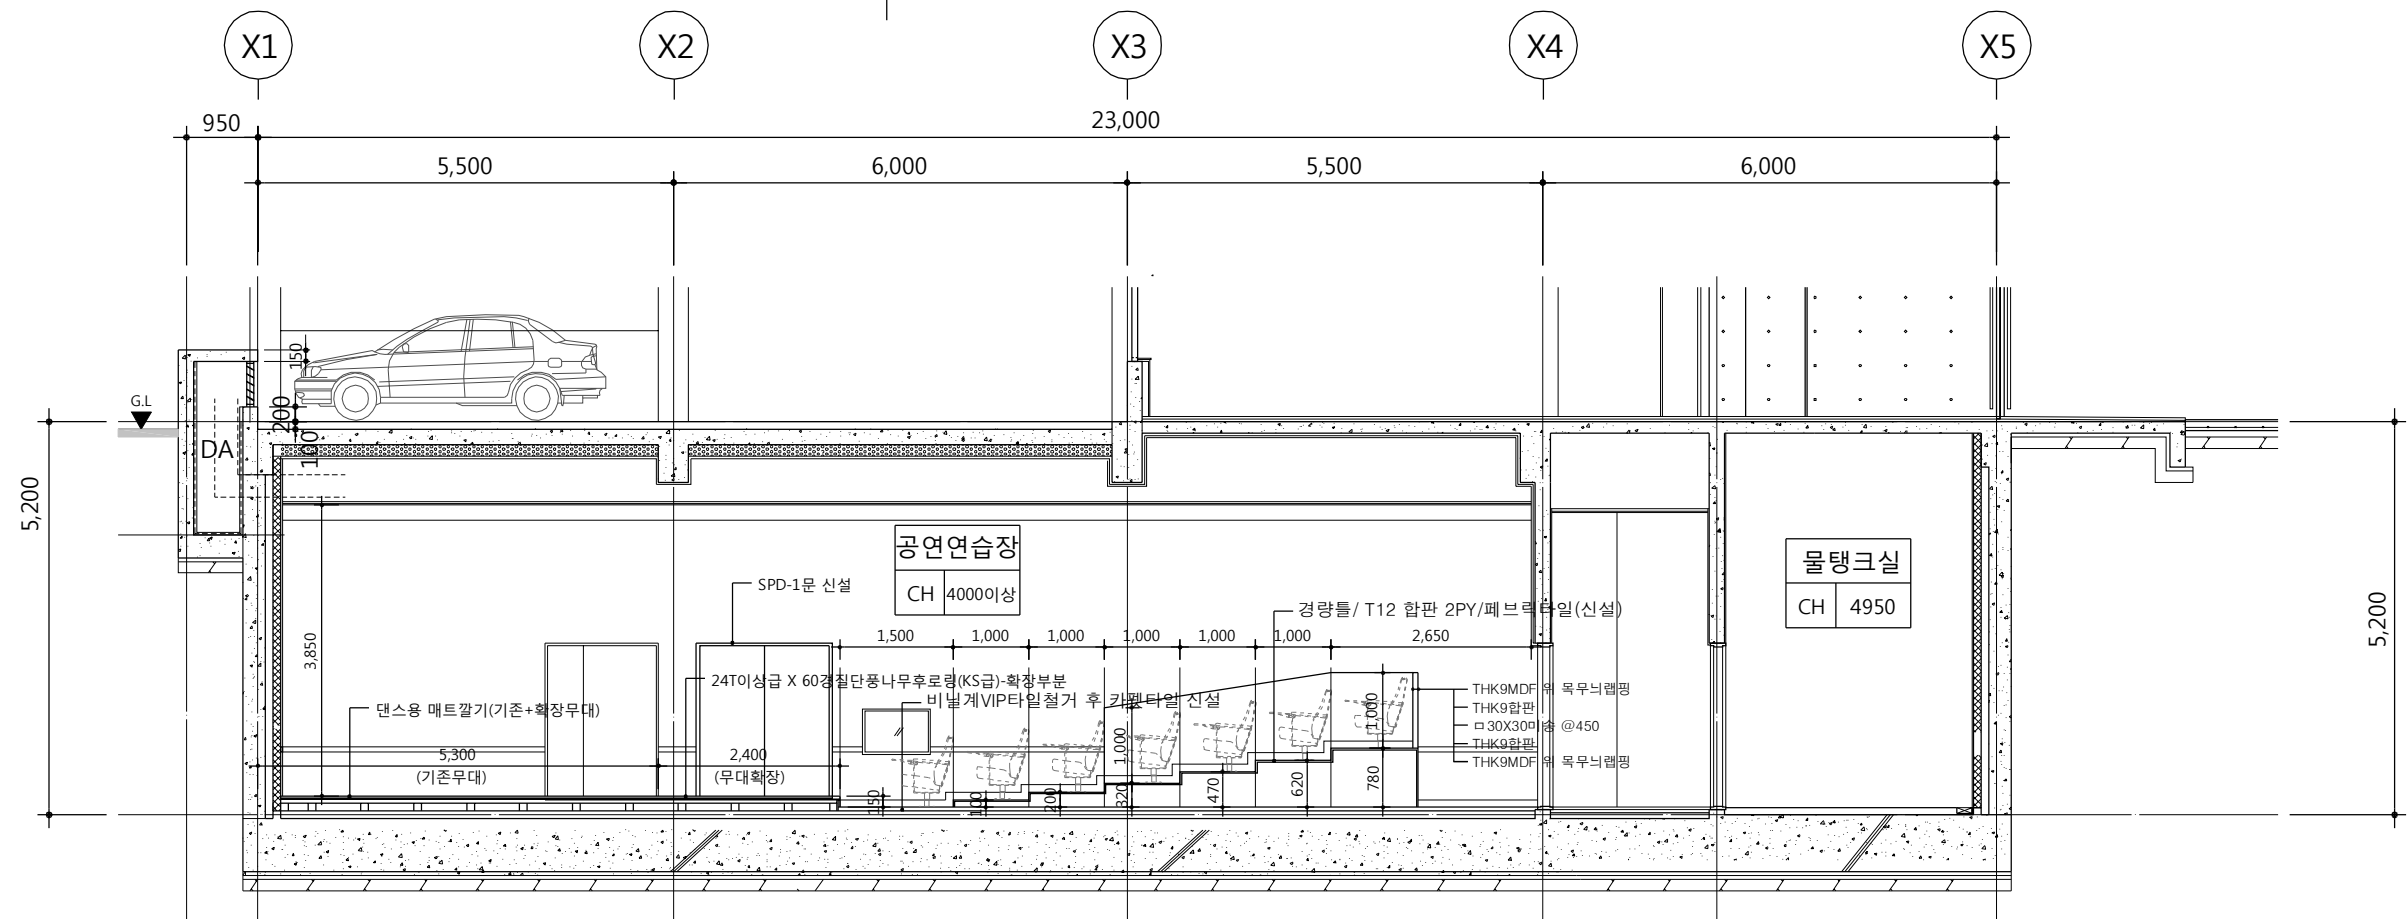 X1
X2
X3
X4
X5
950
23,000
5,500
6,000
5,500
6,000
150
G.L
200
DA
100
5,200
공연연습장
CH
4000이상
물탱크실
CH
4950
5,200
SPD-1문 신설
경량틀/ T12 합판 2PY/페브릭타일(신설)
1,500
1,000
1,000
1,000
1,000
1,000
2,650
3,850
24T이상급 X 60경질단풍나무후로링(KS급)-확장부분
비닐계VIP타일철거 후 카펫타일 신설
댄스용 매트깔기(기존+확장무대)
THK9MDF 위 목무늬랩핑
THK9합판
ㅁ30X30미송 @450
THK9합판
THK9MDF 위 목무늬랩핑
1,000
1,000
5,300
(기존무대)
2,400
(무대확장)
150
100
200
320
470
620
780